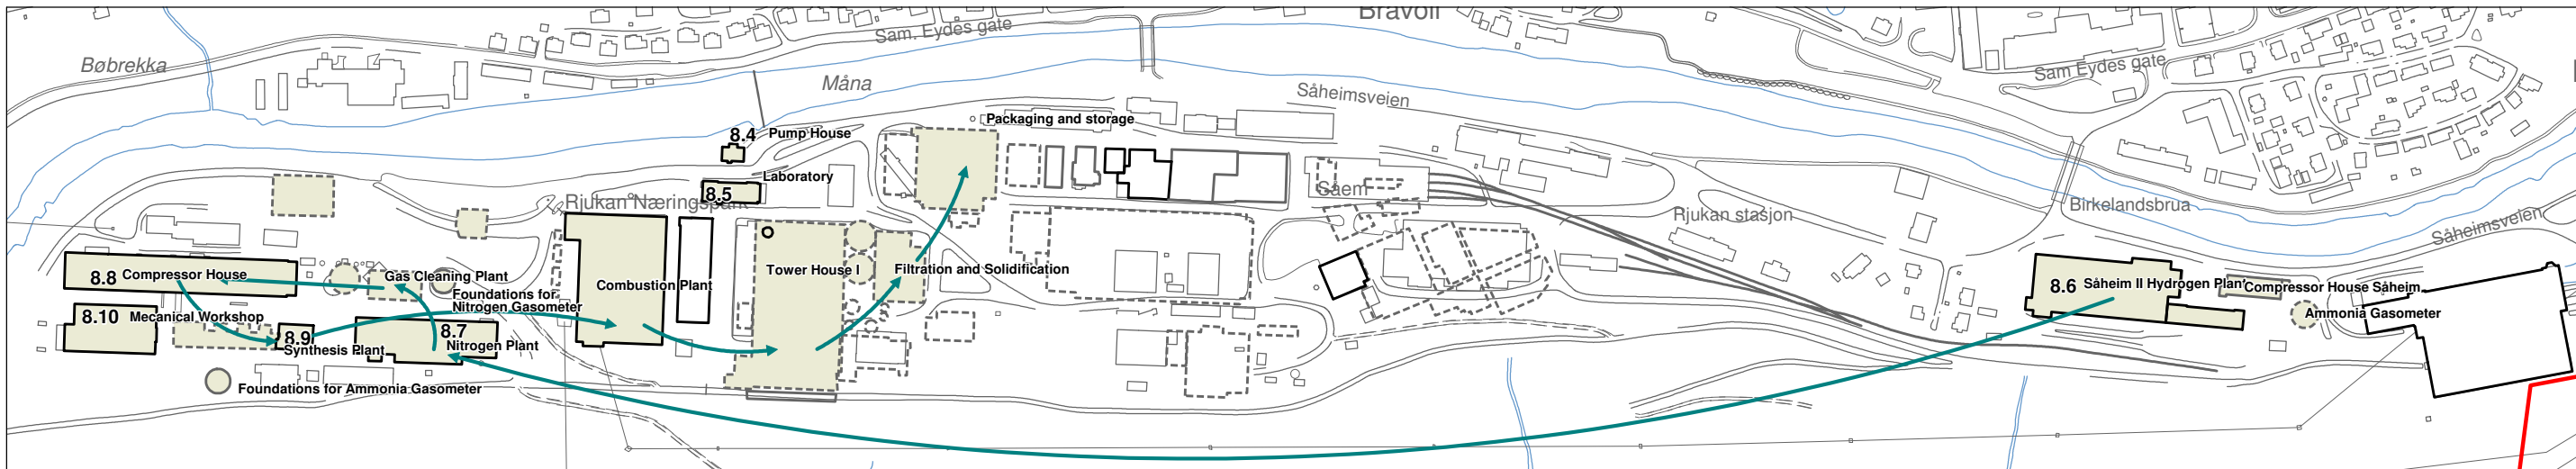 Bravoll
Sam. Eydes gate
Bøbrekka
Sam Eydes gate
Måna
Såheimsveien
Packaging and storage
8.4 Pump House
Laboratory
8.5
Rjukan Næringspark
Såem
Rjukan stasjon
Birkelandsbrua
Såheimsveien
8.8 Compressor House
Gas Cleaning Plant
Tower House I
Filtration and Solidification
Combustion Plant
8.6 Såheim II Hydrogen Plant
Compressor House Såheim
Foundations for
Nitrogen Gasometer
Ammonia Gasometer
8.10 Mecanical Workshop
8.9
Synthesis Plant
8.7
Nitrogen Plant
Foundations for Ammonia Gasometer